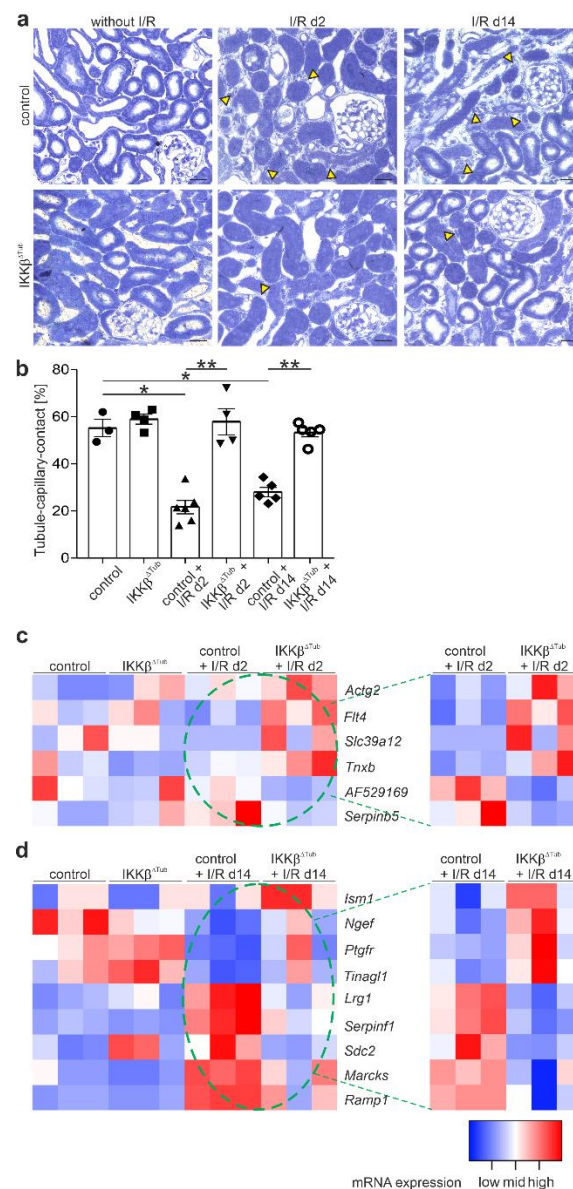 a
without I/R
I/R d2
I/R d14
control
IKKβΔTub
b
Tubule-capillary-contact [%]
80
60
40
20
0
* ** * **
control
IKKβΔTub
control + I/R d2
IKKβΔTub + I/R d2
control + I/R d14
IKKβΔTub + I/R d14
c
control IKKβΔTub control + I/R d2 IKKβΔTub + I/R d2
control + I/R d2 IKKβΔTub + I/R d2
Actg2
Flt4
Slc39a12
Tnxb
AF529169
Serpinb5
d
control IKKβΔTub control + I/R d14 IKKβΔTub + I/R d14
control + I/R d14 IKKβΔTub + I/R d14
Ism1
Ngef
Ptgfr
Tinagl1
Lrg1
Serpinf1
Sdc2
Marcks
Ramp1
mRNA expression low mid high